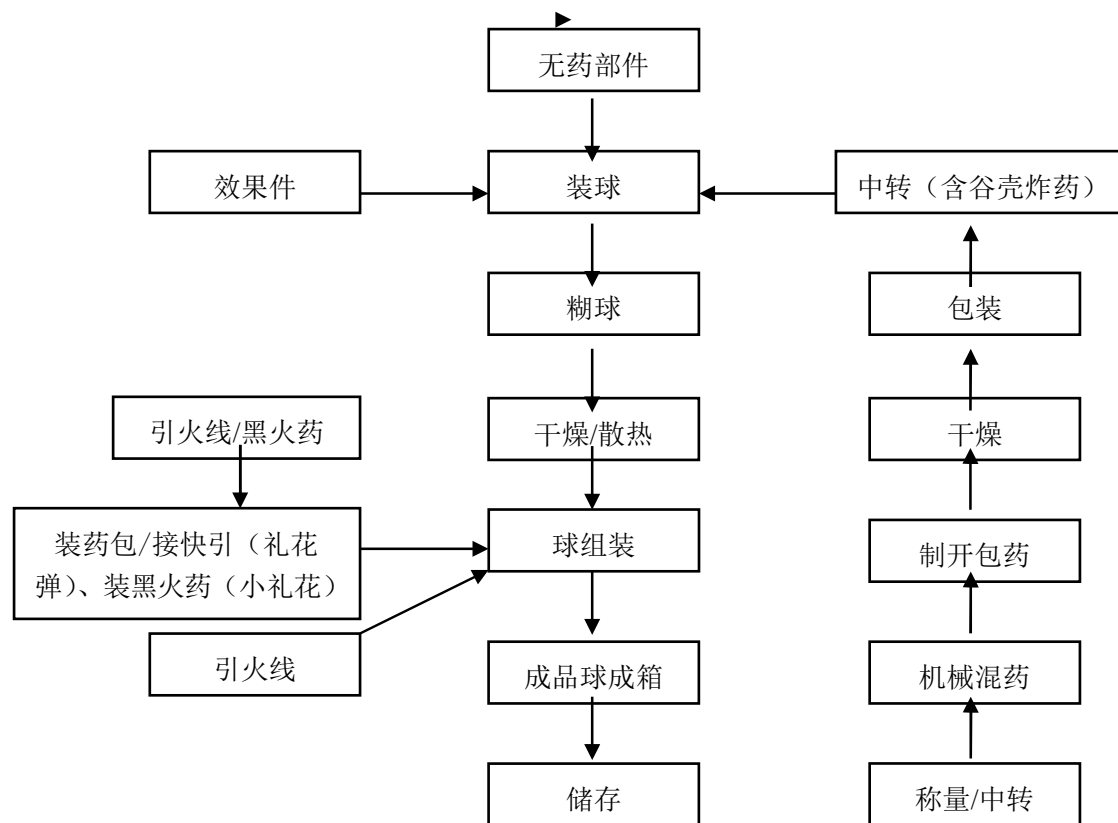 无药部件
效果件
装球
中转（含谷壳炸药）
糊球
包装
引火线/黑火药
干燥/散热
干燥
装药包/接快引（礼花
弹）、装黑火药（小礼花）
球组装
制开包药
引火线
成品球成箱
机械混药
储存
称量/中转